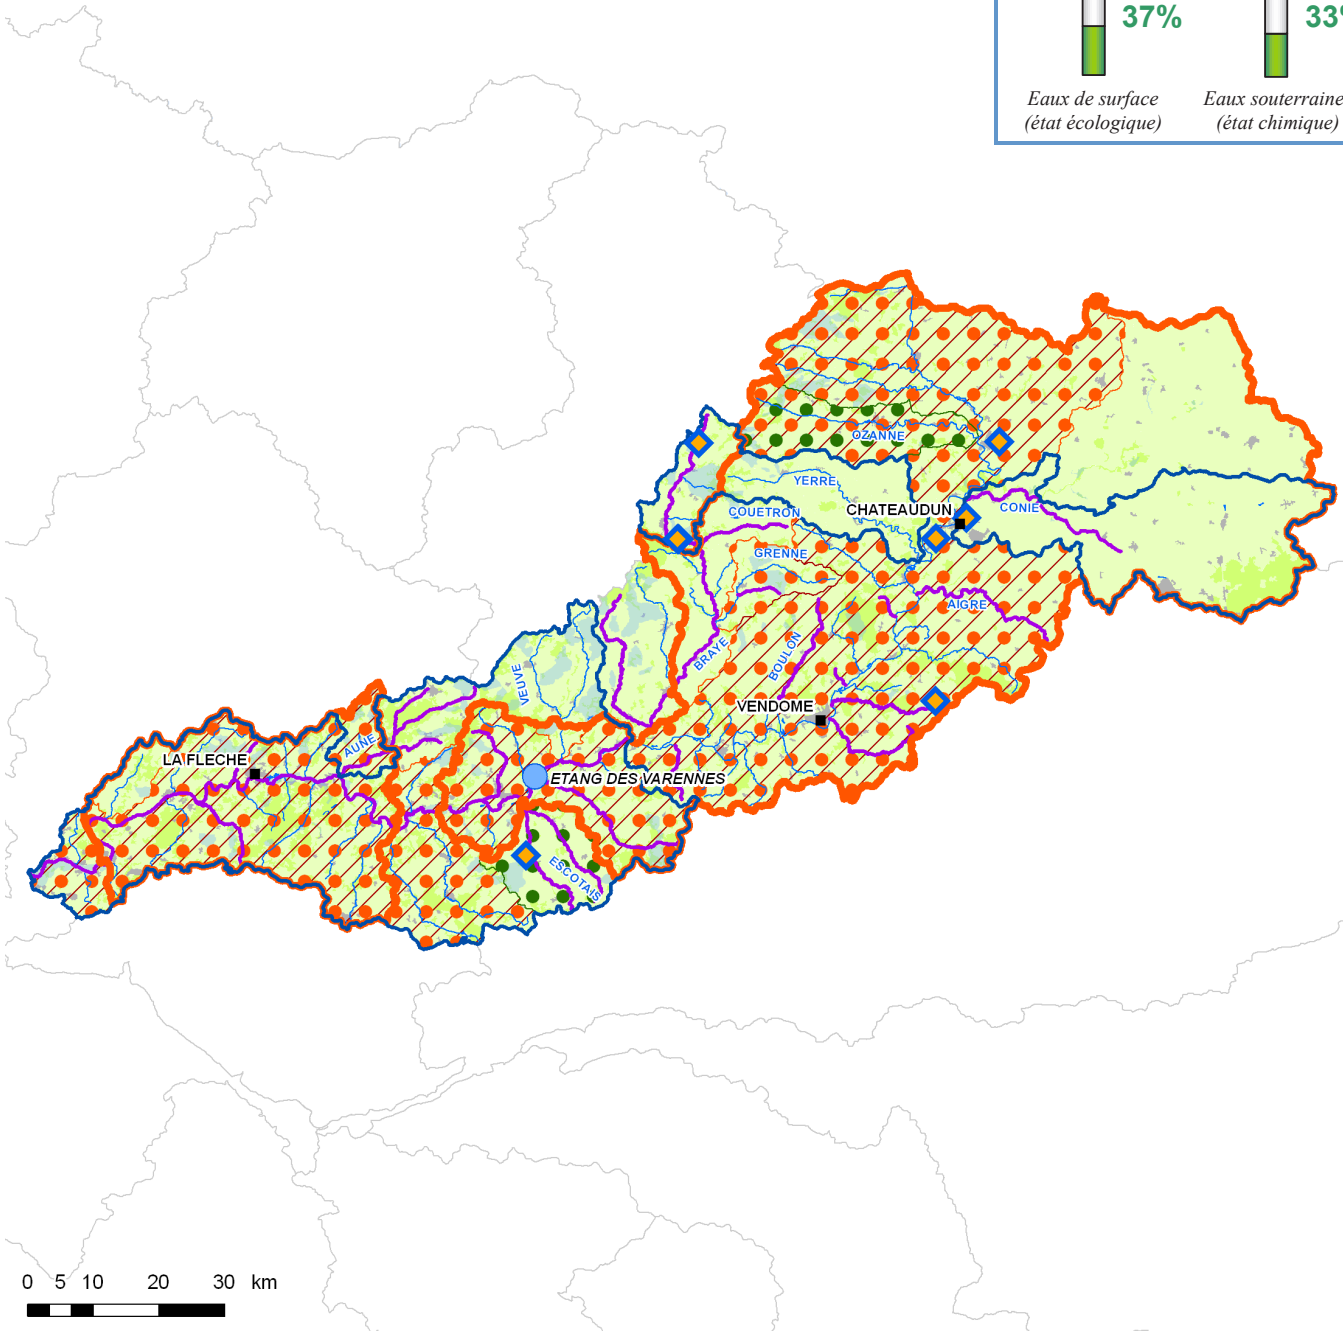 37%
33%
Eaux de surface
(état écologique)
Eaux souterraine
(état chimique)
OZANNE
YERRE
COUETRON
CHATEAUDUN
CONIE
GRENNE
AIGRE
BRAYE
BOULON
VEUVE
VENDOME
AUNE
LA FLECHE
ETANG DES VARENNES
ESCOTAIS
0 5 10 20 30 km